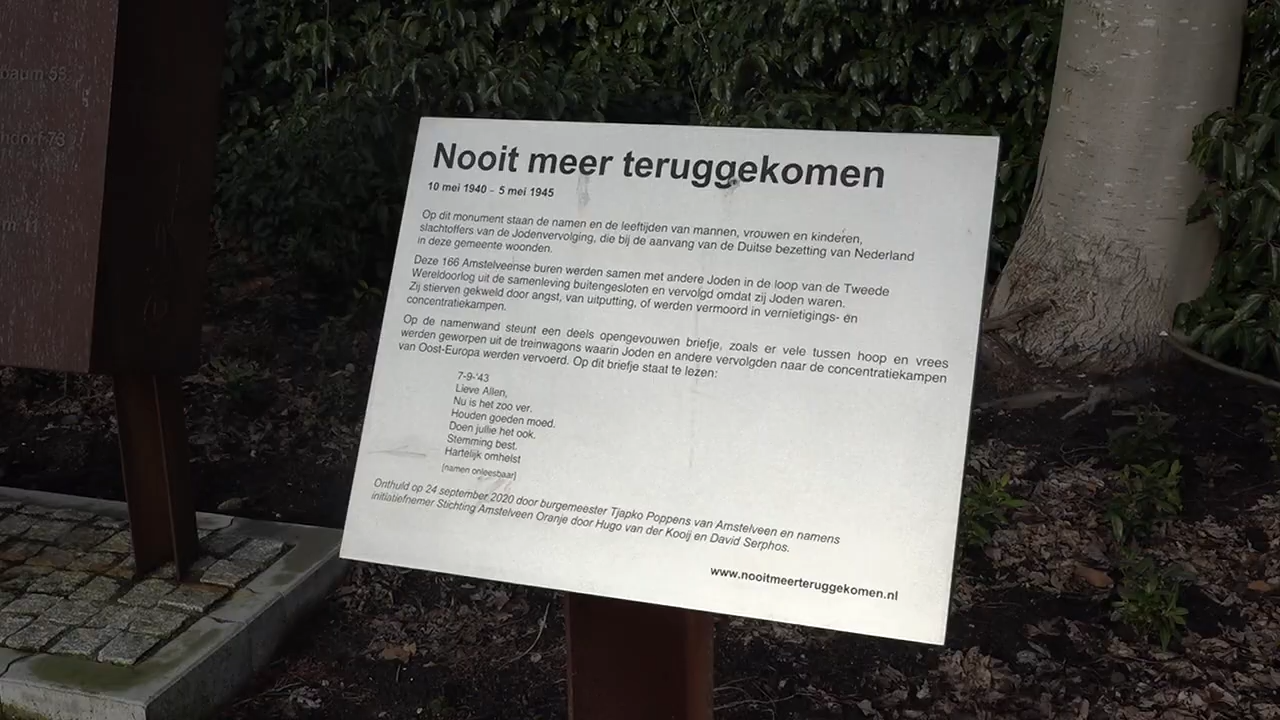 baum 58
ndorf 73
m 11
Nooit meer teruggekomen
10 mei 1940 - 5 mei 1945
Op dit monument staan de namen en de leeftijden van mannen, vrouwen en kinderen,
slachtoffers van de Jodenvervolging, die bij de aanvang van de Duitse bezetting van Nederland
in deze gemeente woonden.
Deze 166 Amstelveense buren werden samen met andere Joden in de loop van de Tweede
Wereldoorlog uit de samenleving buitengesloten en vervolgd omdat zij Joden waren.
Zij stierven gekweld door angst, van uitputting, of werden vermoord in vernietigings- en
concentratiekampen.
Op de namenwand steunt een deels opengevouwen briefje, zoals er vele tussen hoop en vrees
werden geworpen uit de treinwagons waarin Joden en andere vervolgden naar de concentratiekampen
van Oost-Europa werden vervoerd. Op dit briefje staat te lezen:
7-9-'43
Lieve Allen,
Nu is het zoo ver.
Houden goeden moed.
Doen jullie het ook.
Stemming best.
Hartelijk omhelst
(namen onleesbaar)
Onthuld op 24 september 2020 door burgemeester Tjapko Poppens van Amstelveen en namens
initiatiefnemer Stichting Amstelveen Oranje door Hugo van der Kooij en David Serphos.
www.nooitmeerteruggekomen.nl